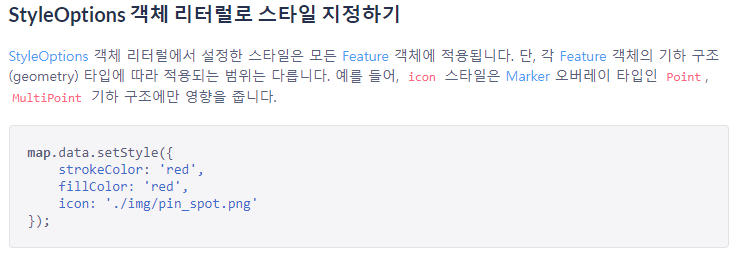 StyleOptions 객체 리터럴로 스타일 지정하기
StyleOptions 객체 리터럴에서 설정한 스타일은 모든 Feature 객체에 적용됩니다. 단, 각 Feature 객체의 기하 구조
(geometry) 타입에 따라 적용되는 범위는 다릅니다. 예를 들어, icon 스타일은 Marker 오버레이 타입인 Point,
MultiPoint 기하 구조에만 영향을 줍니다.
map.data.setStyle({
    strokeColor: 'red',
    fillColor: 'red',
    icon: './img/pin_spot.png'
});